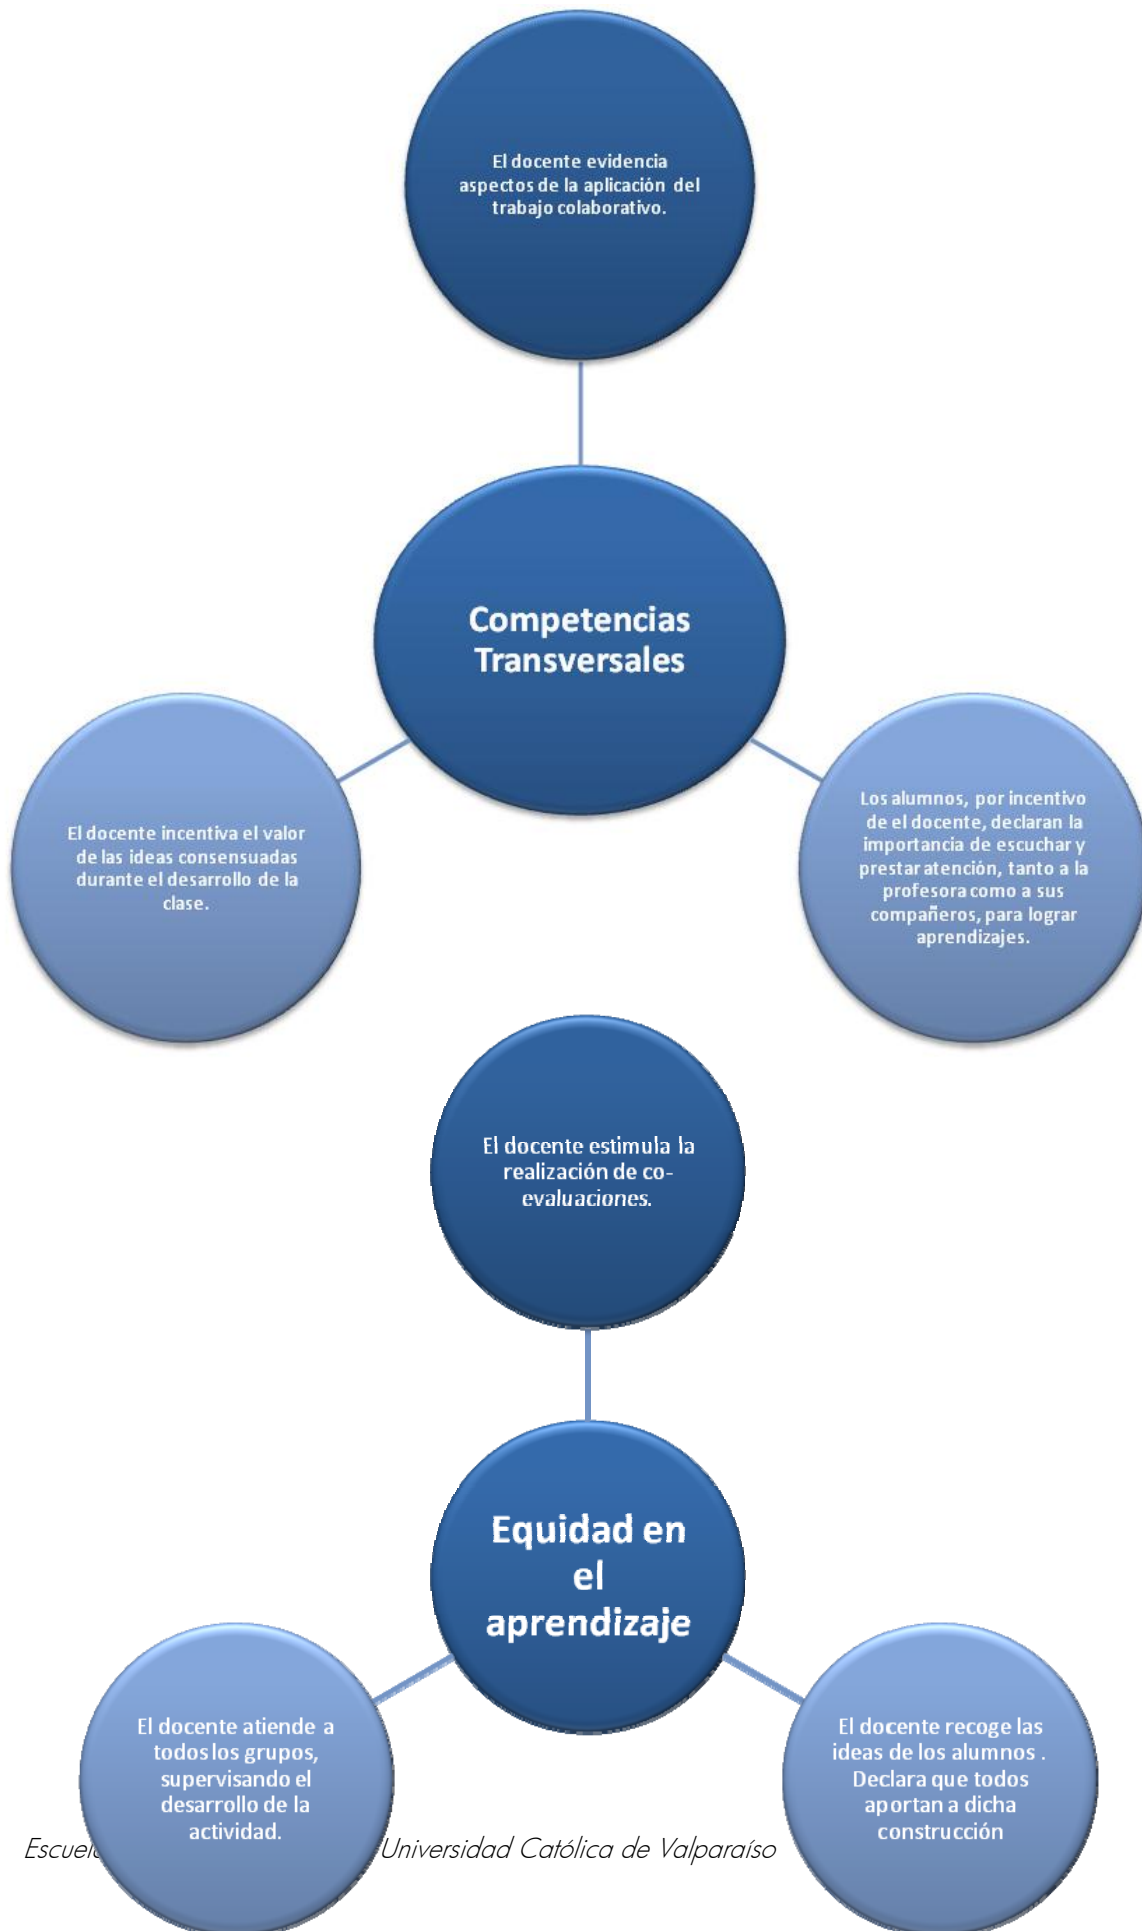 El docente evidencia
aspectos de la aplicación del
trabajo colaborativo.
Competencias
Transversales
El docente incentiva el valor
de las ideas consensuadas
durante el desarrollo de la
clase.
Los alumnos, por incentivo
de el docente, declaran la
importancia de escuchar y
prestar atención, tanto a la
profesora como a sus
compañeros, para lograr
aprendizajes.
El docente estimula la
realización de co-
evaluaciones.
Equidad en
el
aprendizaje
El docente atiende a
todos los grupos,
supervisando el
desarrollo de la
actividad.
El docente recoge las
ideas de los alumnos .
Declara que todos
aportan a dicha
construcción
Universidad Católica de Valparaíso